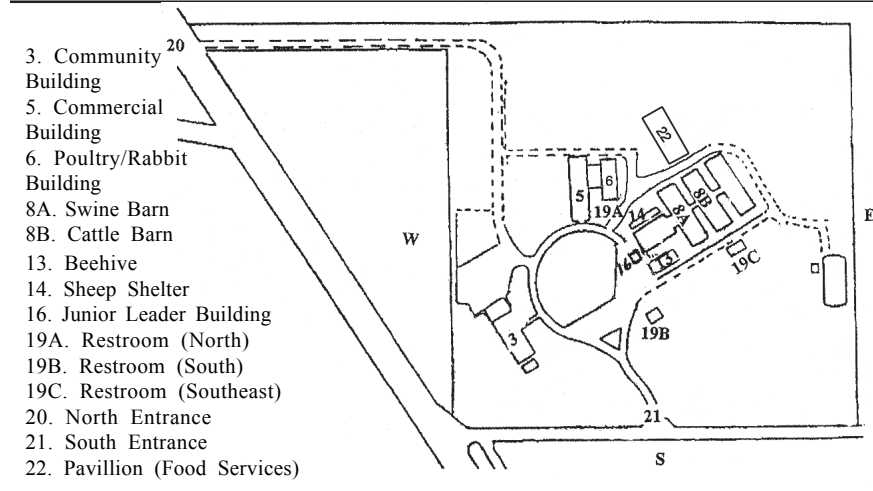 3. Community
Building
5. Commercial
Building
6. Poultry/Rabbit
Building
8A. Swine Barn
8B. Cattle Barn
13. Beehive
14. Sheep Shelter
16. Junior Leader Building
19A. Restroom (North)
19B. Restroom (South)
19C. Restroom (Southeast)
20. North Entrance
21. South Entrance
22. Pavillion (Food Services)
20
22
5
6
19A
14
8A
8B
W
E
16
13
19C
3
19B
21
S